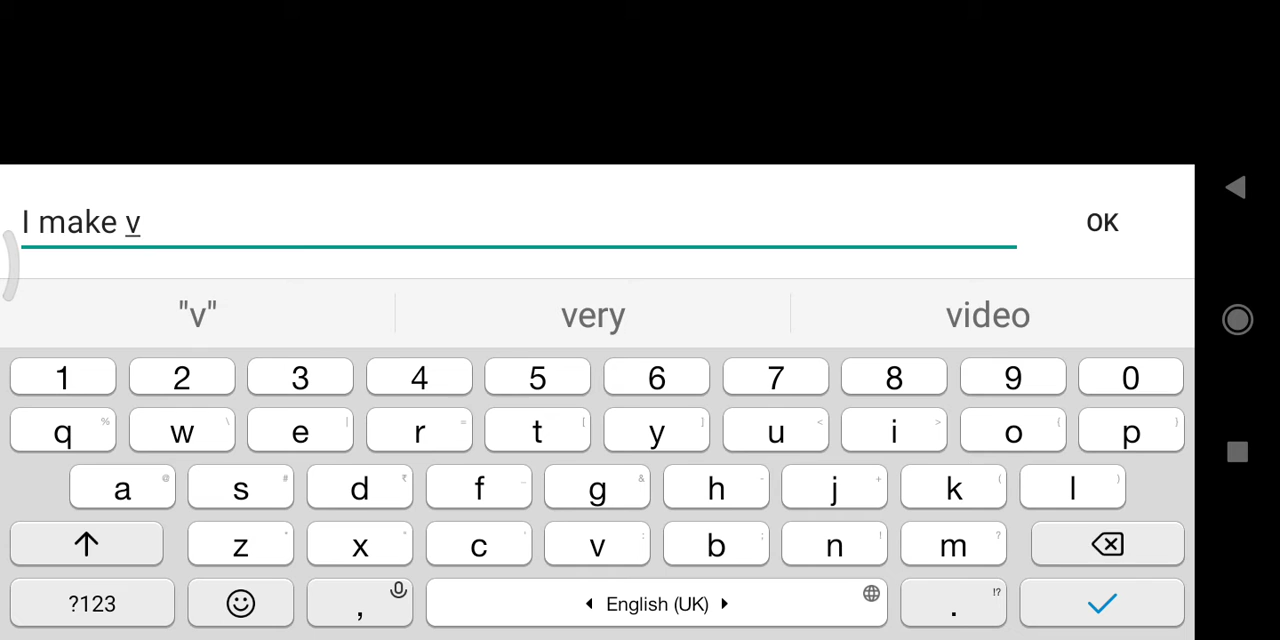 I make v
OK
"v" very video
1 2 3 4 5 6 7 8 9 0
q % w \ e | r = t [ y ] u < i > o { p }
a @ s # d ₹ f _ g & h - j + k ( l )
z x c v : b ; n ! m ?
?123 , English (UK) . !?